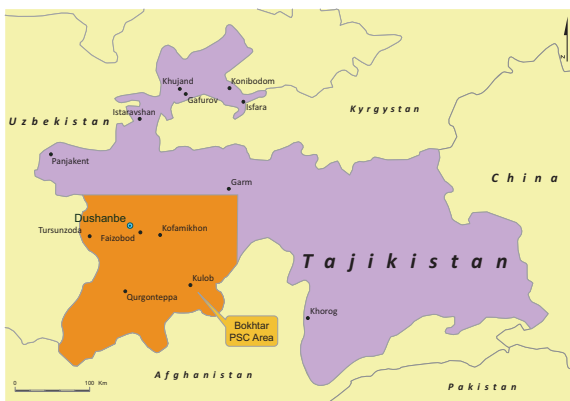 N
Khujand
Konibodom
Gafurov
Isfara
Kyrgystan
Istaravshan
Uzbekistan
Panjakent
China
Garm
Dushanbe
Tursunzoda
Faizobod
Kofamikhon
Tajikistan
Kulob
Qurgonteppa
Khorog
Bokhtar
PSC Area
Afghanistan
Pakistan
0 100 Km